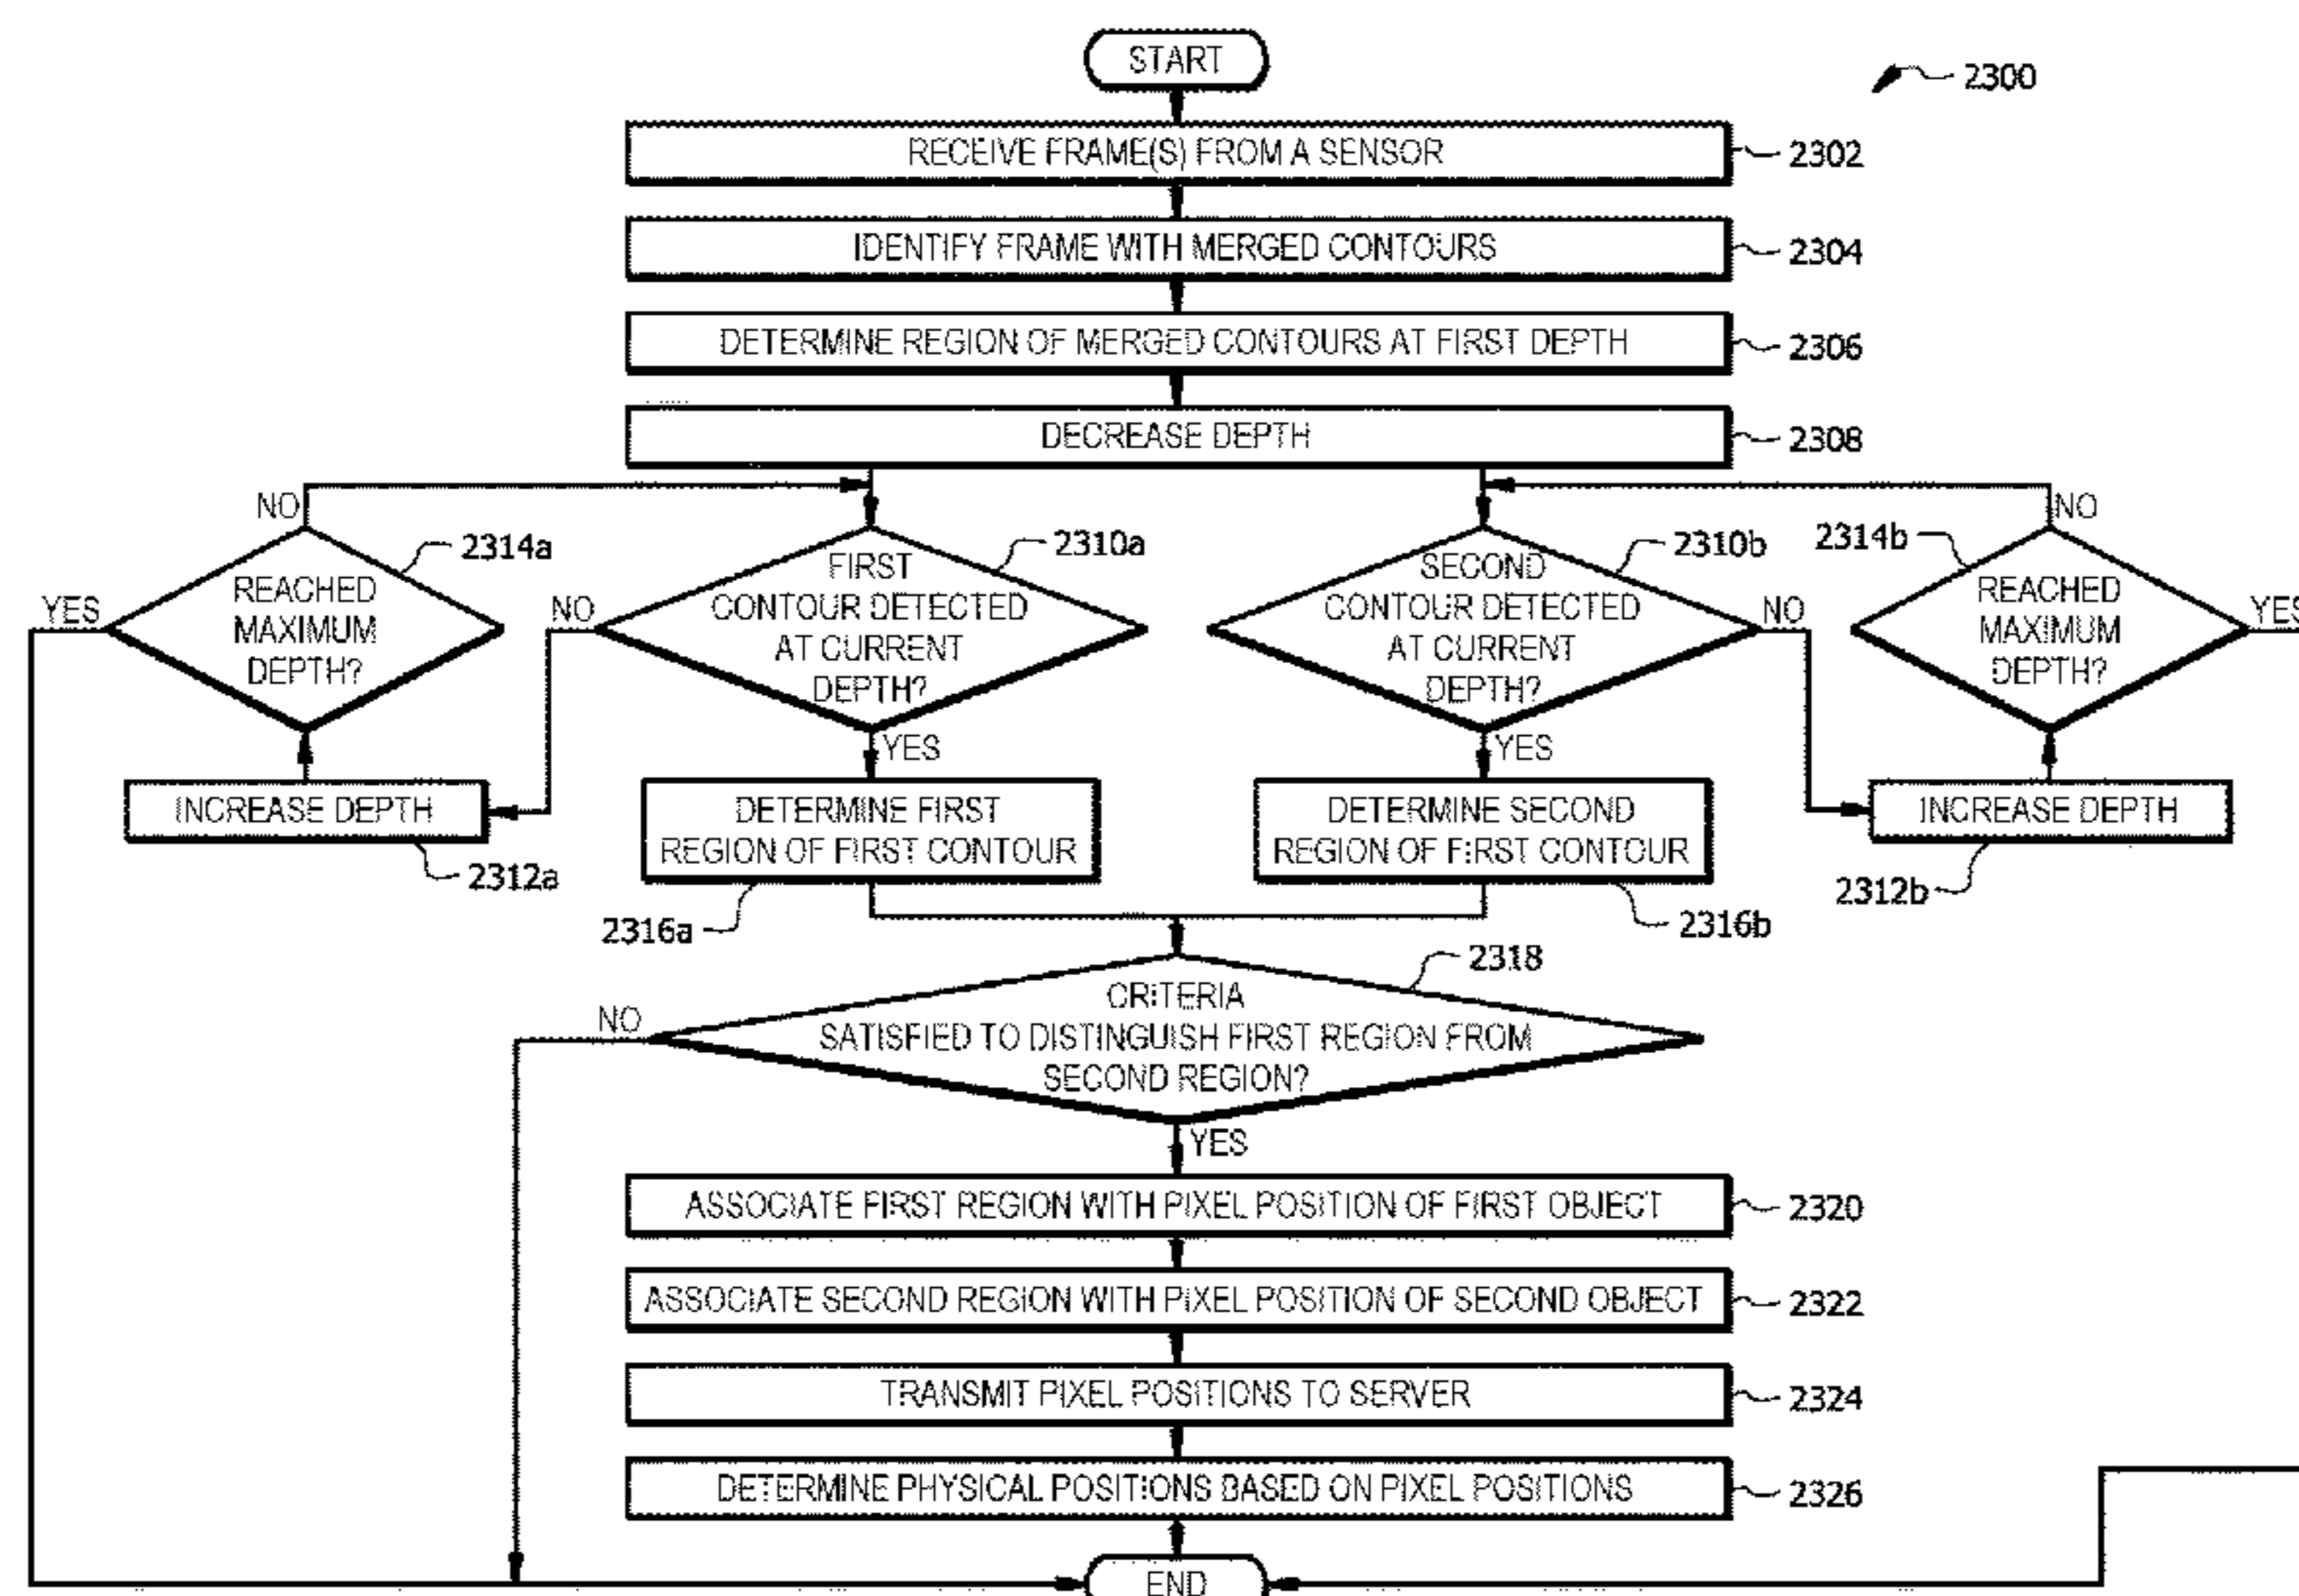 START
2300
RECEIVE FRAME(S) FROM A SENSOR
2302
IDENTIFY FRAME WITH MERGED CONTOURS
2304
DETERMINE REGION OF MERGED CONTOURS AT FIRST DEPTH
2306
DECREASE DEPTH
2308
NO
NO
2314a
2310a
2310b
2314b
YES
REACHED
MAXIMUM
DEPTH?
NO
FIRST
CONTOUR DETECTED
AT CURRENT
DEPTH?
SECOND
CONTOUR DETECTED
AT CURRENT
DEPTH?
NO
REACHED
MAXIMUM
DEPTH?
YES
YES
YES
INCREASE DEPTH
2312a
DETERMINE FIRST
REGION OF FIRST CONTOUR
2316a
DETERMINE SECOND
REGION OF FIRST CONTOUR
2316b
INCREASE DEPTH
2312b
2318
NO
CRITERIA
SATISFIED TO DISTINGUISH FIRST REGION FROM
SECOND REGION?
YES
ASSOCIATE FIRST REGION WITH PIXEL POSITION OF FIRST OBJECT
2320
ASSOCIATE SECOND REGION WITH PIXEL POSITION OF SECOND OBJECT
2322
TRANSMIT PIXEL POSITIONS TO SERVER
2324
DETERMINE PHYSICAL POSITIONS BASED ON PIXEL POSITIONS
2326
END